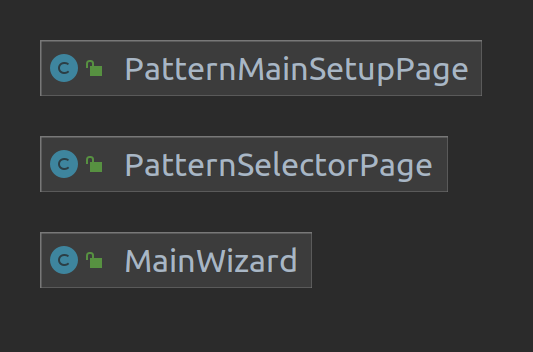 C PatternMainSetupPage
C PatternSelectorPage
C MainWizard